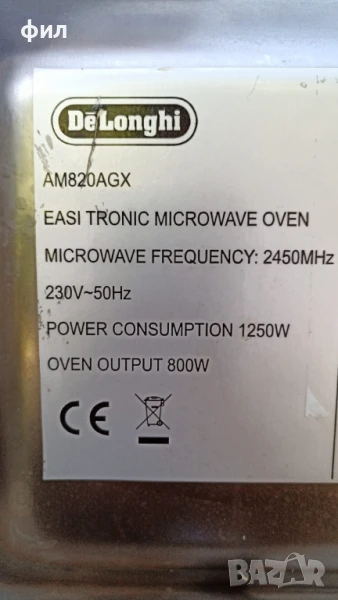 фил
DeLonghi
AM820AGX
EASI TRONIC MICROWAVE OVEN
MICROWAVE FREQUENCY: 2450MHz
230V~50Hz
POWER CONSUMPTION 1250W
OVEN OUTPUT 800W
CE
BAZAR